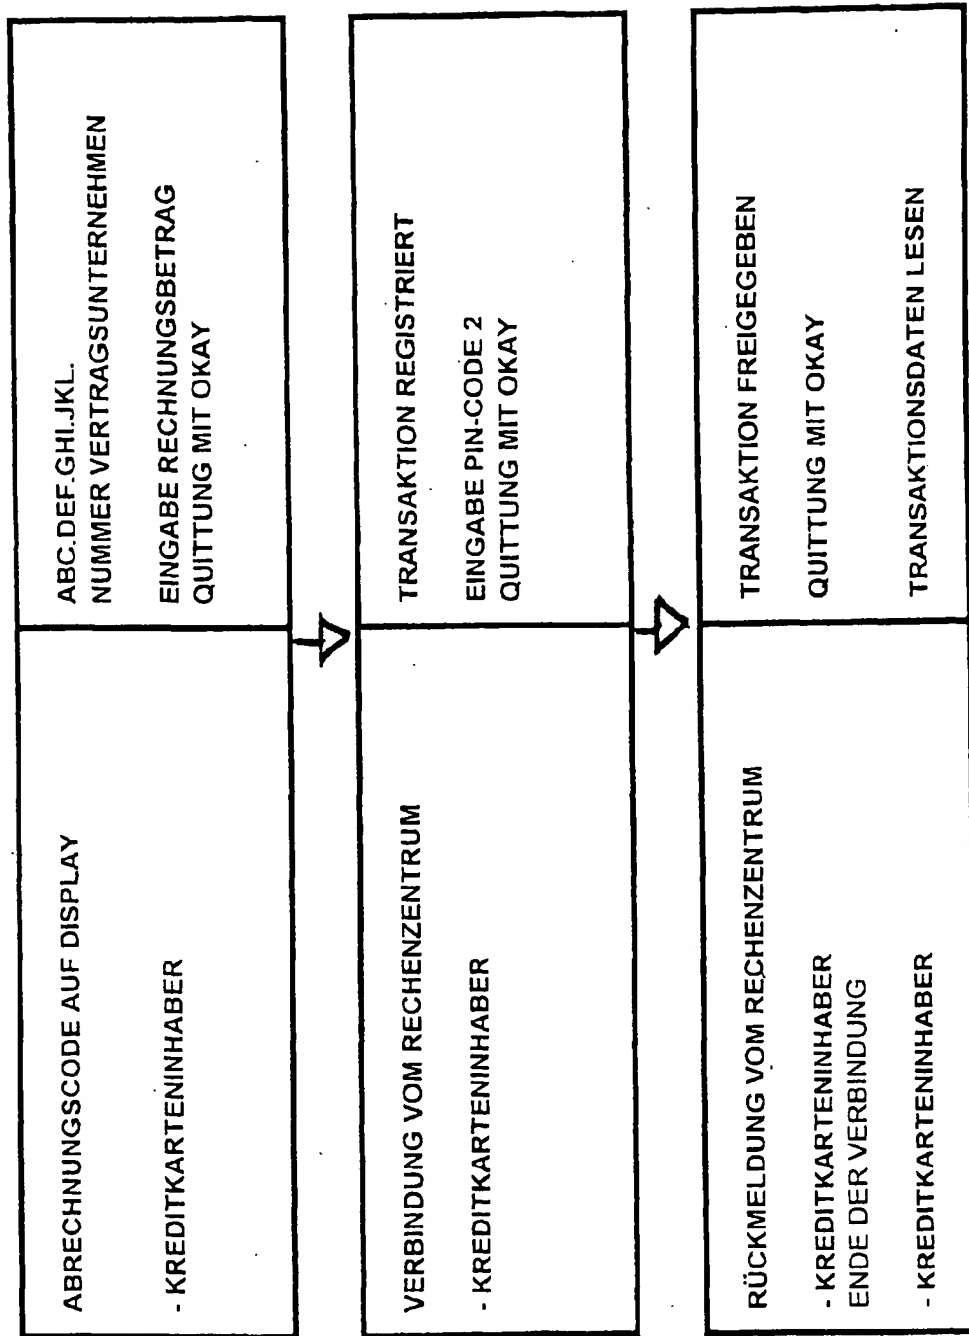 ABRECHNUNGSCODE AUF DISPLAY
- KREDITKARTENINHABER
ABC.DEF.GHI.JKL.
NUMMER VERTRAGSUNTERNEHMEN
EINGABE RECHNUNGSBETRAG
QUITTUNG MIT OKAY
VERBINDUNG VOM RECHENZENTRUM
- KREDITKARTENINHABER
TRANSAKTION REGISTRIERT
EINGABE PIN-CODE 2
QUITTUNG MIT OKAY
RÜCKMELDUNG VOM RECHENZENTRUM
- KREDITKARTENINHABER
ENDE DER VERBINDUNG
- KREDITKARTENINHABER
TRANSAKTION FREIGEGEBEN
QUITTUNG MIT OKAY
TRANSAKTIONSDATEN LESEN